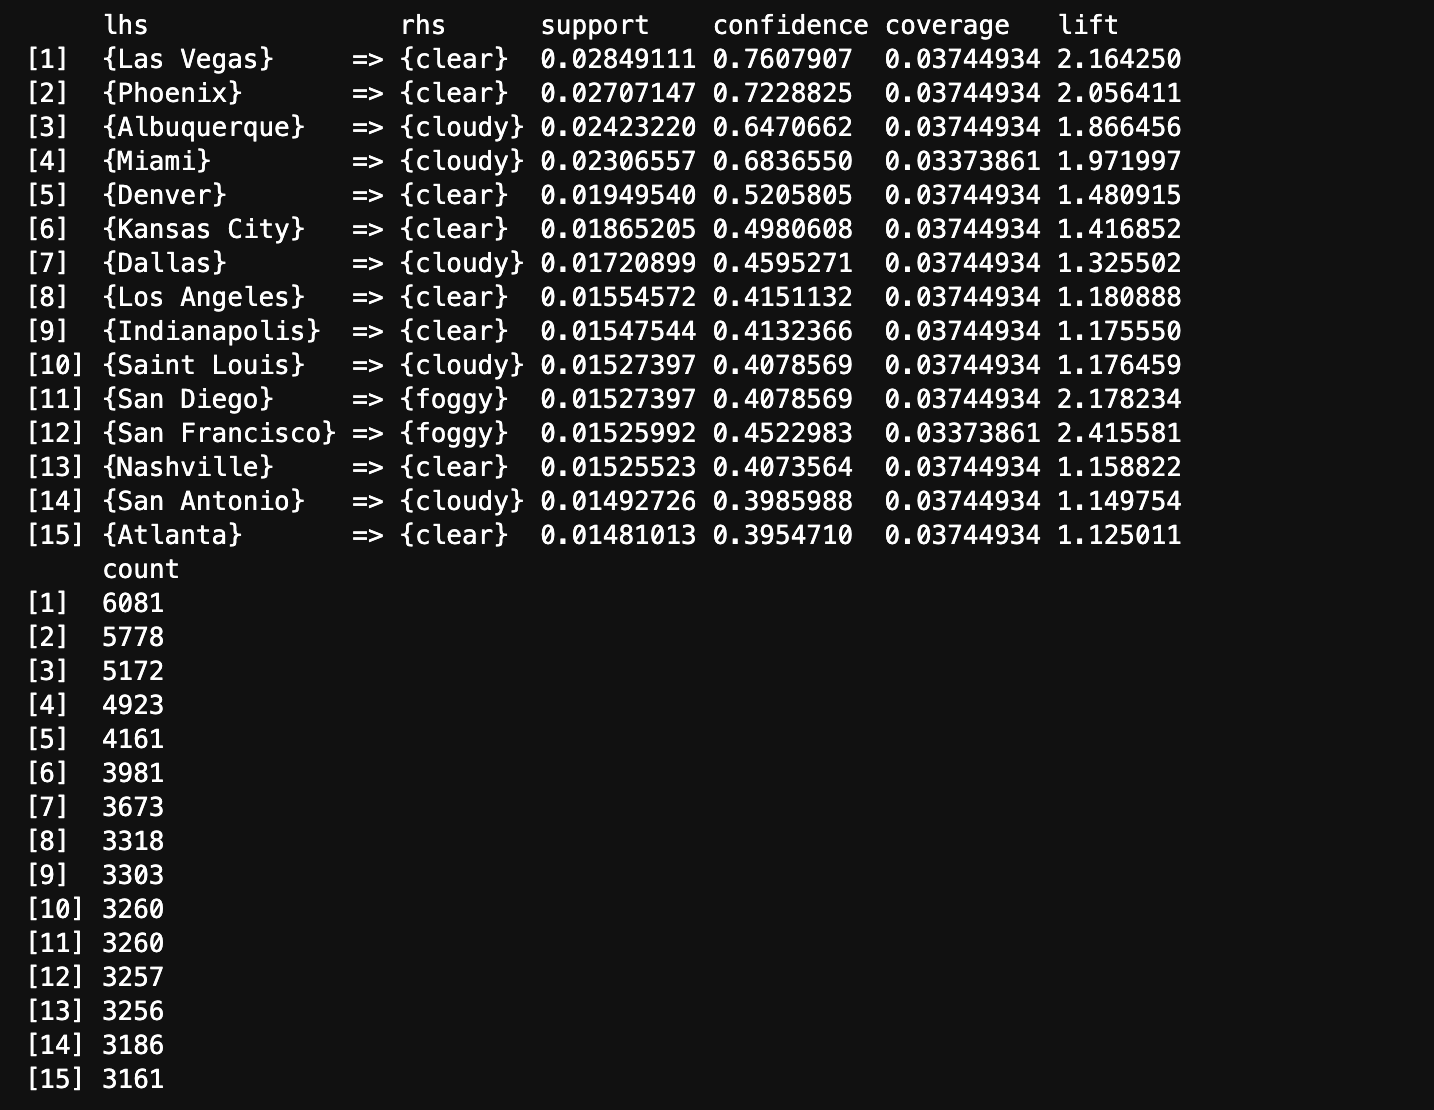 lhs rhs support confidence coverage lift
[1] {Las Vegas} => {clear} 0.02849111 0.7607907 0.03744934 2.164250
[2] {Phoenix} => {clear} 0.02707147 0.7228825 0.03744934 2.056411
[3] {Albuquerque} => {cloudy} 0.02423220 0.6470662 0.03744934 1.866456
[4] {Miami} => {cloudy} 0.02306557 0.6836550 0.03373861 1.971997
[5] {Denver} => {clear} 0.01949540 0.5205805 0.03744934 1.480915
[6] {Kansas City} => {clear} 0.01865205 0.4980608 0.03744934 1.416852
[7] {Dallas} => {cloudy} 0.01720899 0.4595271 0.03744934 1.325502
[8] {Los Angeles} => {clear} 0.01554572 0.4151132 0.03744934 1.180888
[9] {Indianapolis} => {clear} 0.01547544 0.4132366 0.03744934 1.175550
[10] {Saint Louis} => {cloudy} 0.01527397 0.4078569 0.03744934 1.176459
[11] {San Diego} => {foggy} 0.01527397 0.4078569 0.03744934 2.178234
[12] {San Francisco} => {foggy} 0.01525992 0.4522983 0.03373861 2.415581
[13] {Nashville} => {clear} 0.01525523 0.4073564 0.03744934 1.158822
[14] {San Antonio} => {cloudy} 0.01492726 0.3985988 0.03744934 1.149754
[15] {Atlanta} => {clear} 0.01481013 0.3954710 0.03744934 1.125011
count
[1] 6081
[2] 5778
[3] 5172
[4] 4923
[5] 4161
[6] 3981
[7] 3673
[8] 3318
[9] 3303
[10] 3260
[11] 3260
[12] 3257
[13] 3256
[14] 3186
[15] 3161